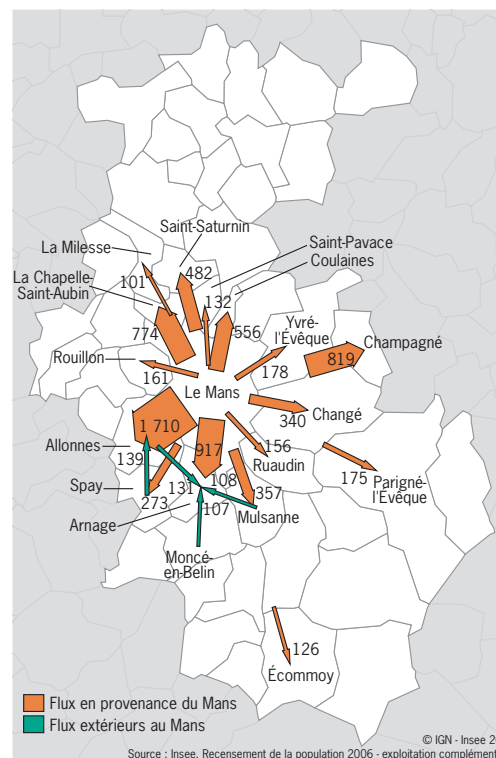 Saint-Saturnin
La Milesse
Saint-Pavace
Coulaines
101
482
La Chapelle-
Saint-Aubin
132
774
556
Yvré-
l'Évêque
Champagné
819
Rouillon
161
178
Le Mans
340
Changé
1 710
Allonnes
917
156
Ruaudin
139
175
Parigné-
l'Évêque
Spay
273
131
108
357
Arnage
107
Mulsanne
Moncé-
en-Belin
126
Écommoy
Flux en provenance du Mans
Flux extérieurs au Mans
© IGN - Insee 20
Source : Insee, Recensement de la population 2006 - exploitation complément